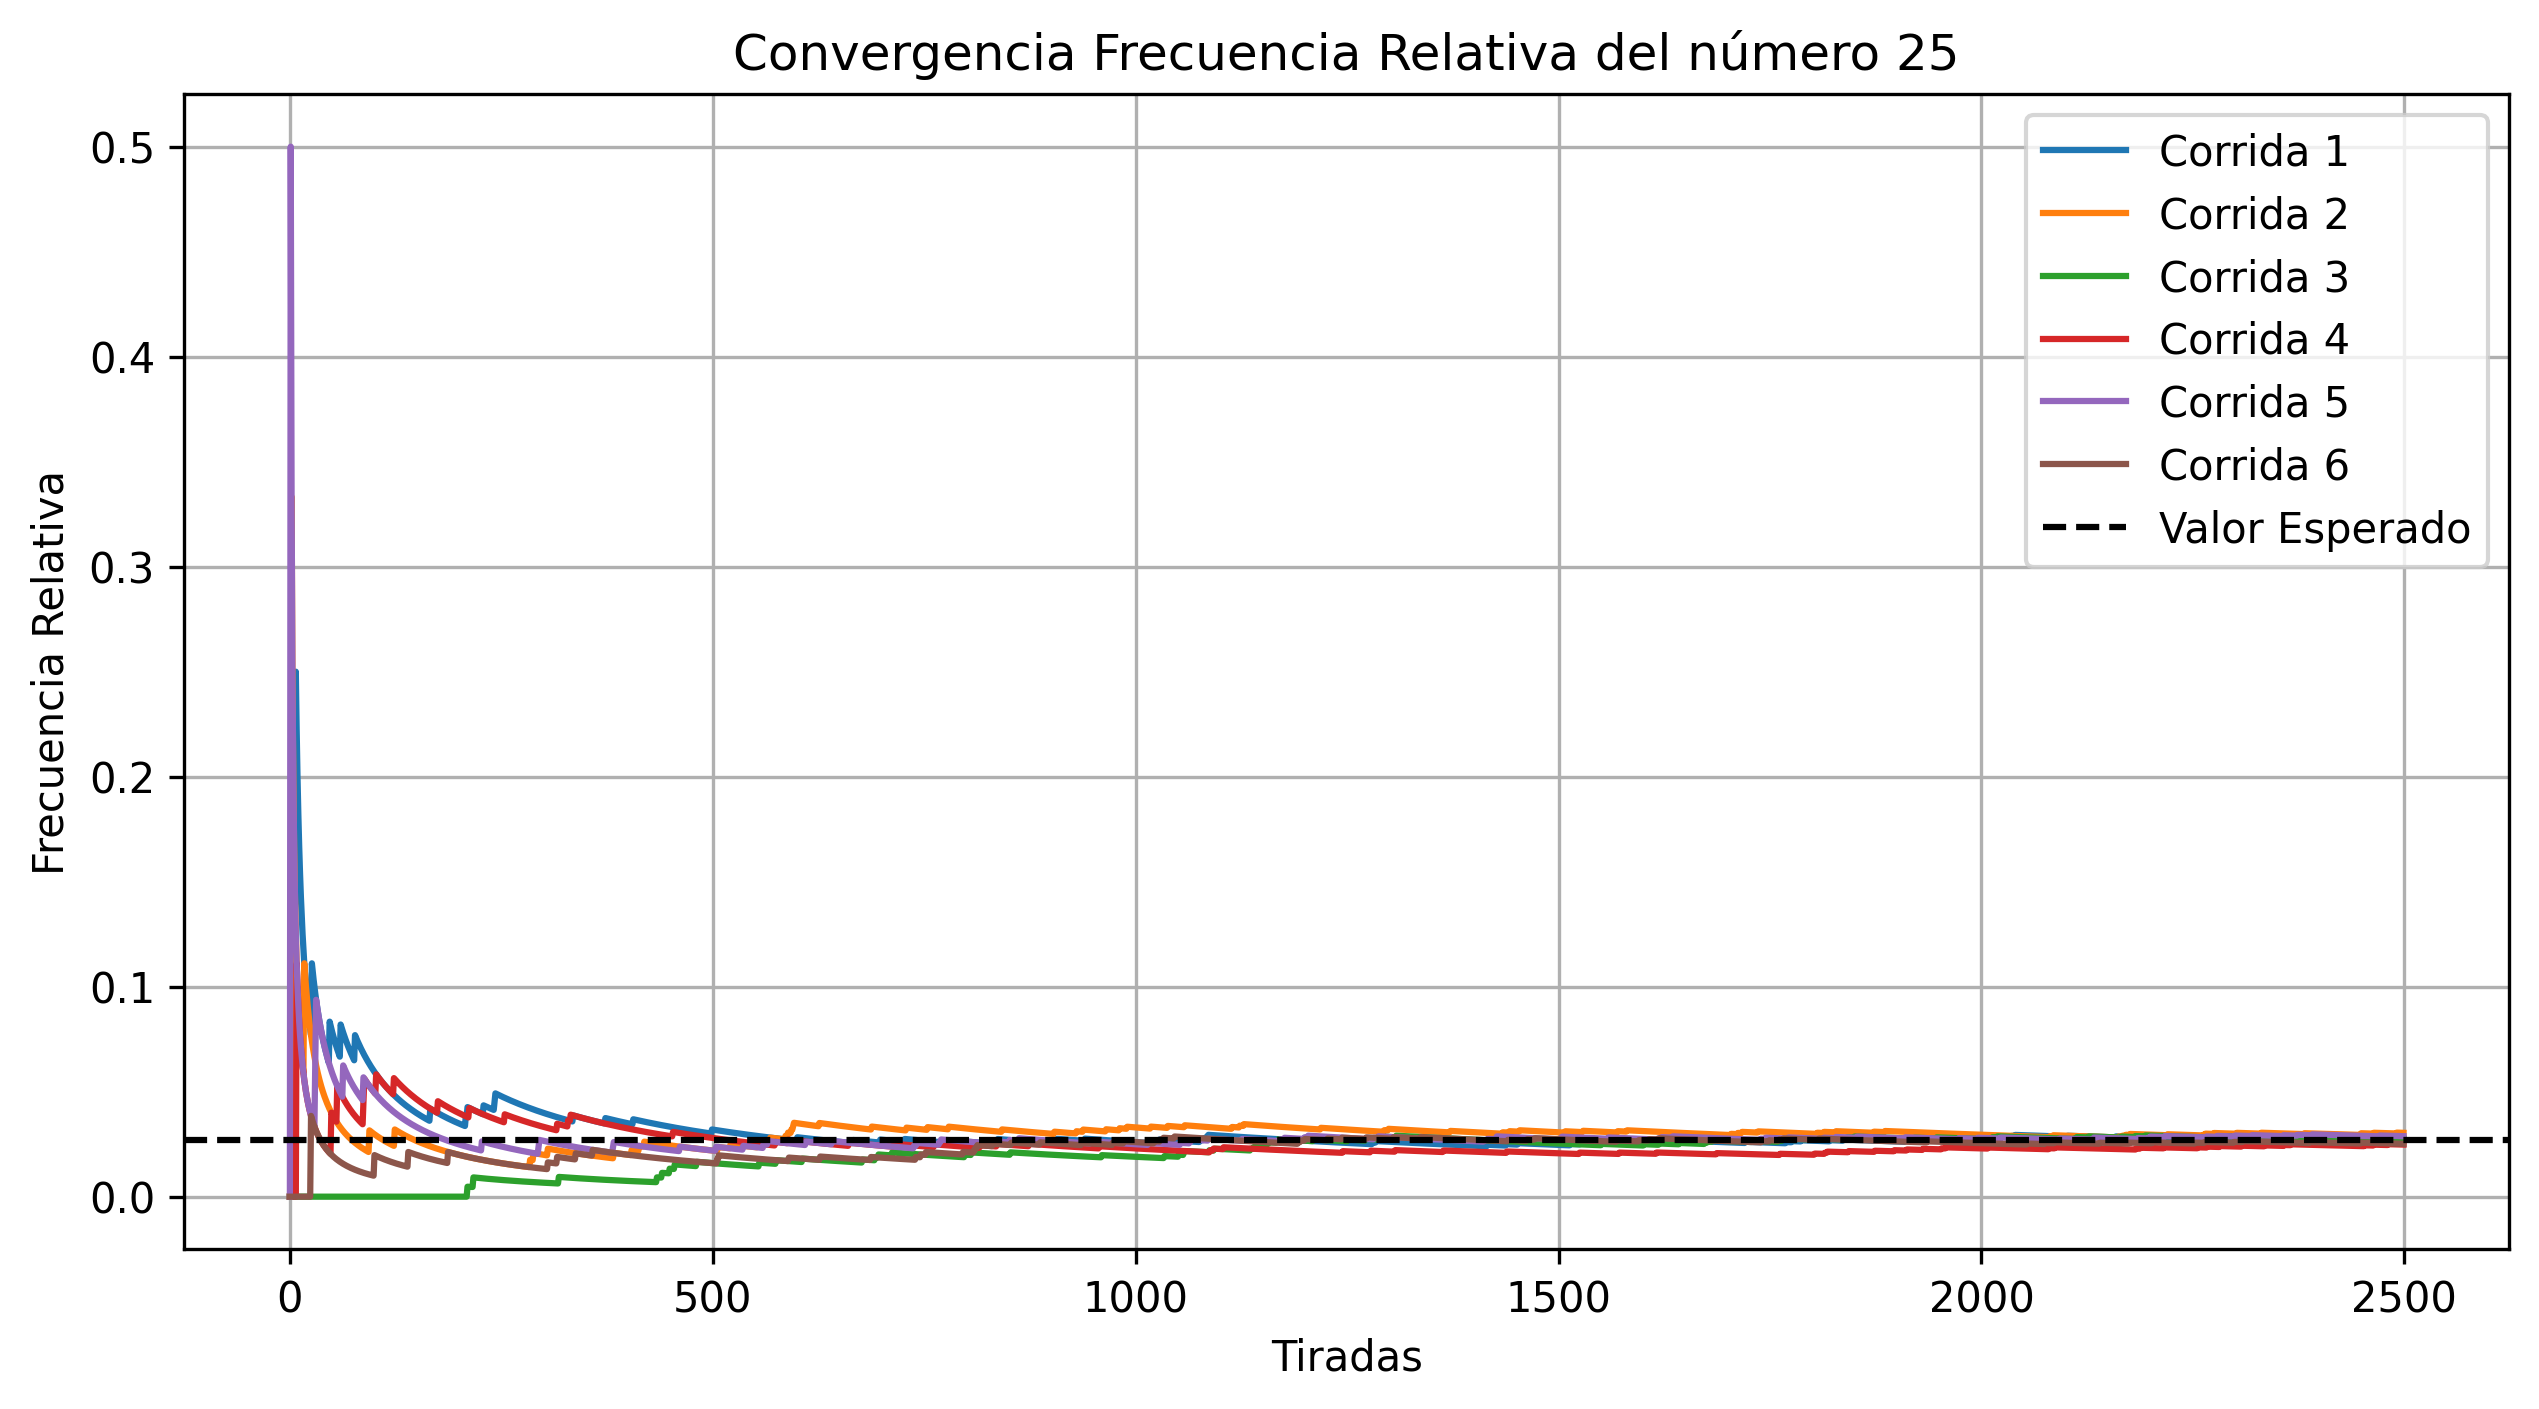 Convergencia Frecuencia Relativa del número 25
Frecuencia Relativa
0.5
0.4
0.3
0.2
0.1
0.0
Corrida 1
Corrida 2
Corrida 3
Corrida 4
Corrida 5
Corrida 6
Valor Esperado
0 500 1000 1500 2000 2500
Tiradas